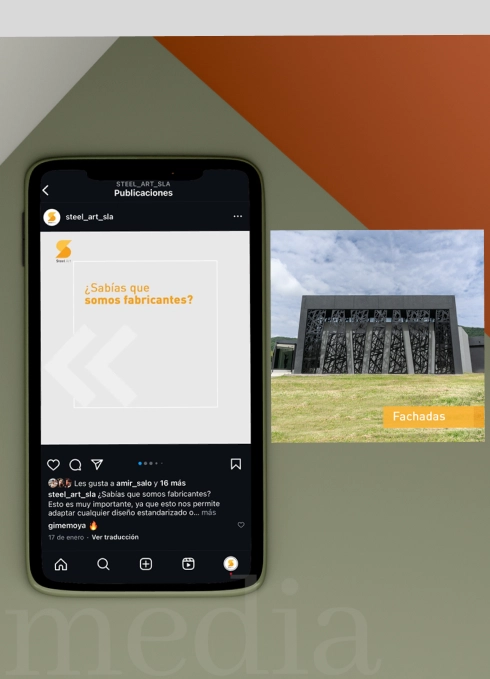 STEEL_ART_SLA
Publicaciones
steel_art_sla
Steel Art
¿Sabías que
somos fabricantes?
Fachadas
Les gusta a amir_salo y 16 más
steel_art_sla ¿Sabías que somos fabricantes?
Esto es muy importante, ya que esto nos permite
adaptar cualquier diseño estandarizado o... más
gimemoya 🔥
17 de enero · Ver traducción
media